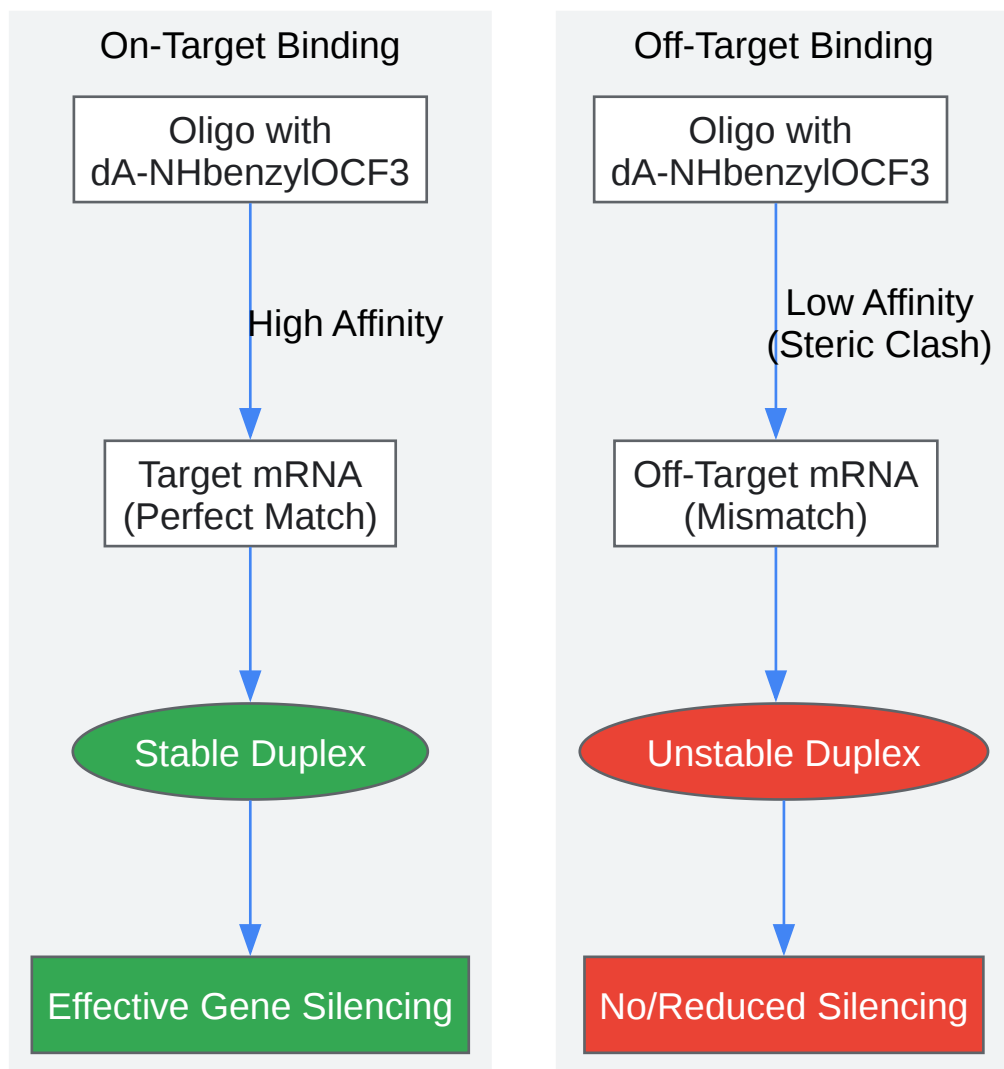 On-Target Binding
Oligo with
dA-NHbenzylOCF3
High Affinity
Target mRNA
(Perfect Match)
Stable Duplex
Effective Gene Silencing
Off-Target Binding
Oligo with
dA-NHbenzylOCF3
Low Affinity
(Steric Clash)
Off-Target mRNA
(Mismatch)
Unstable Duplex
No/Reduced Silencing